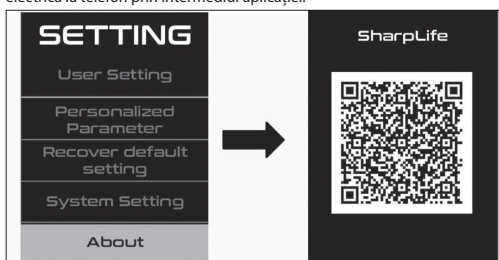 electrică la telefon prin intermediul aplicației.
SETTING
User Setting
Personalized
Parameter
Recover default
setting
System Setting
About
SharpLife